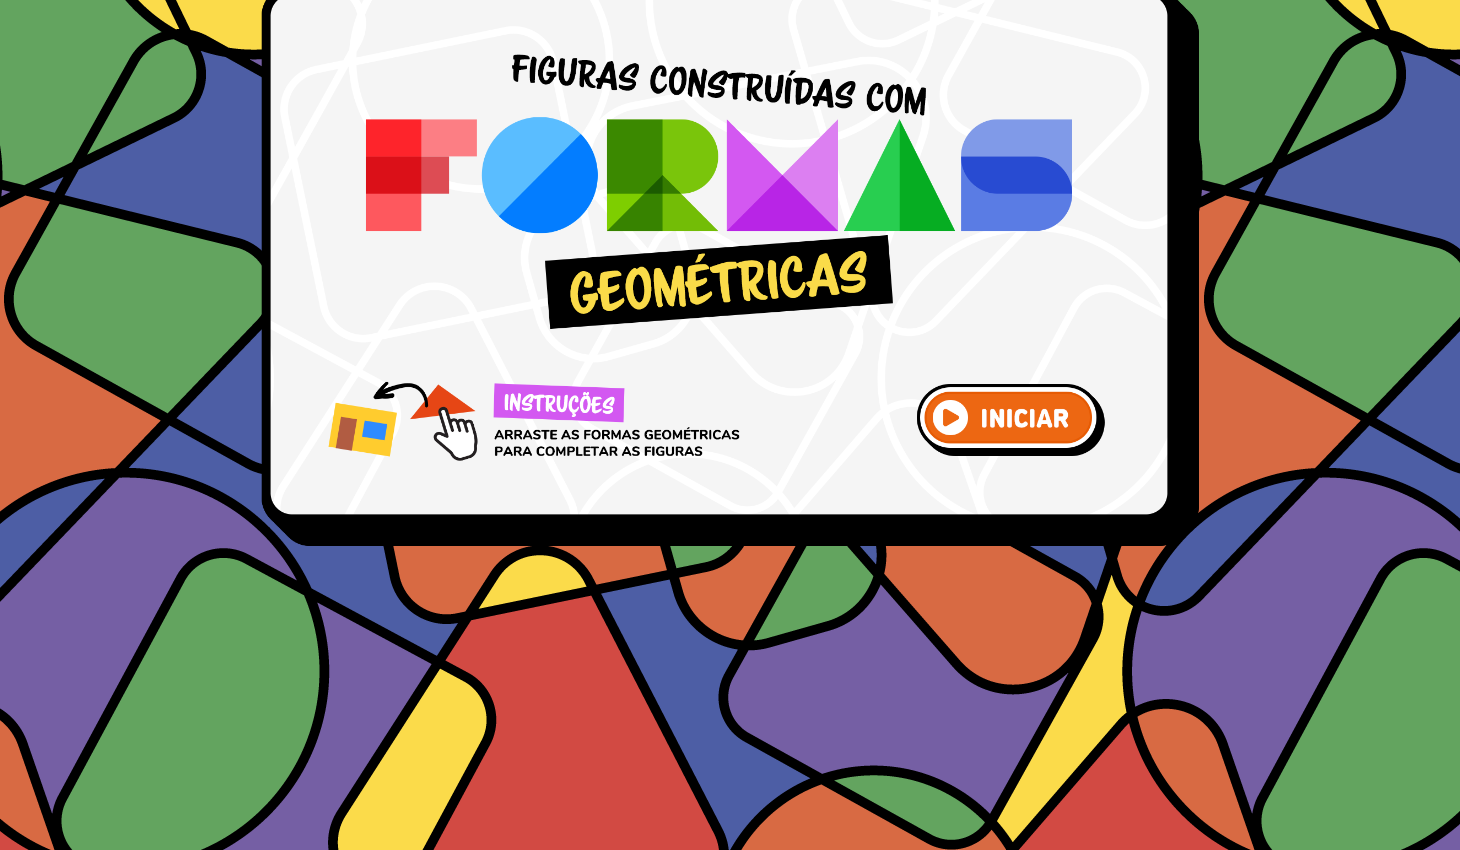 FIGURAS CONSTRUÍDAS COM
FORMAS
GEOMÉTRICAS
INSTRUÇÕES
ARRASTE AS FORMAS GEOMÉTRICAS
PARA COMPLETAR AS FIGURAS
INICIAR